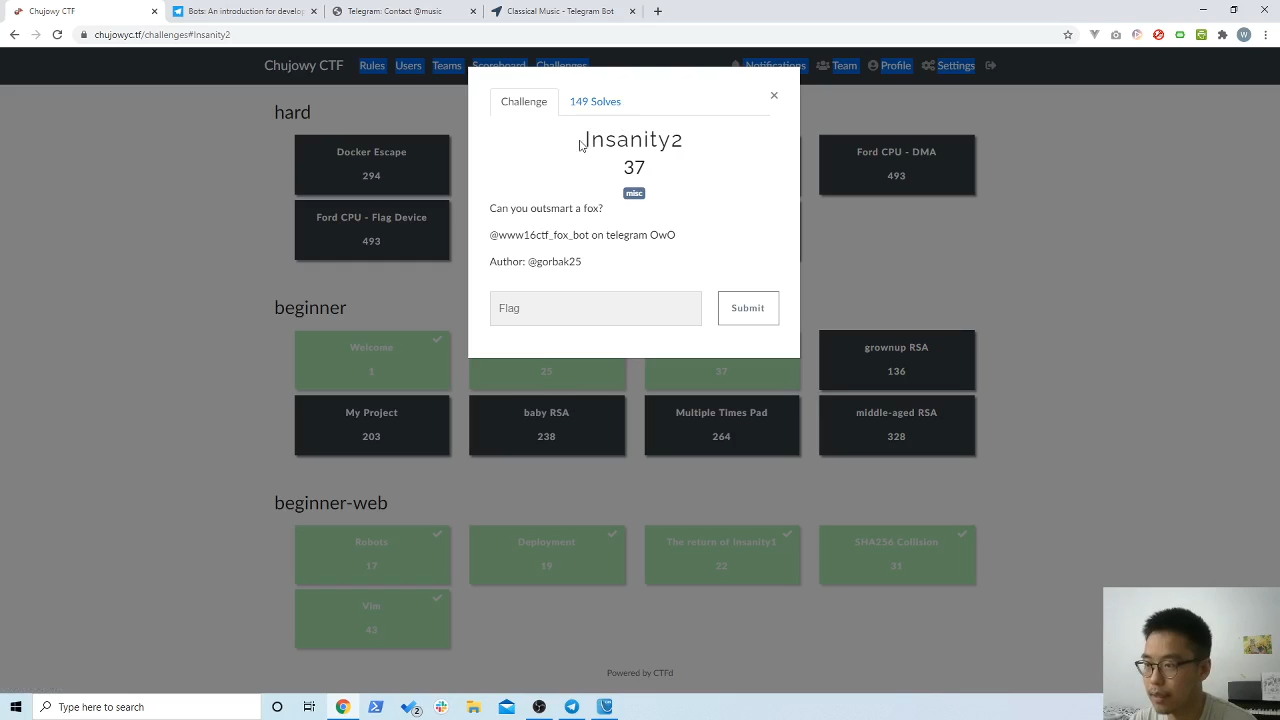 Chujowy CTF
Bots: An introduction for develop
Telegram: Contact @music
Classical Music - Telegram Bot
chujowyc.tf/challenges#Insanity2
W
Chujowy CTF
Rules
Users
Teams
Scoreboard
Challenges
Notifications
Team
Profile
Settings
Challenge
149 Solves
×
Insanity2
37
misc
Can you outsmart a fox?
@www16ctf_fox_bot on telegram OwO
Author: @gorbak25
Flag
Submit
hard
Docker Escape
294
Ford CPU - DMA
493
Ford CPU - Flag Device
493
beginner
Welcome
1
25
37
grownup RSA
136
My Project
203
baby RSA
238
Multiple Times Pad
264
middle-aged RSA
328
beginner-web
Robots
17
Deployment
19
The return of Insanity1
22
SHA256 Collision
31
Vim
43
Powered by CTFd
Type here to search
2